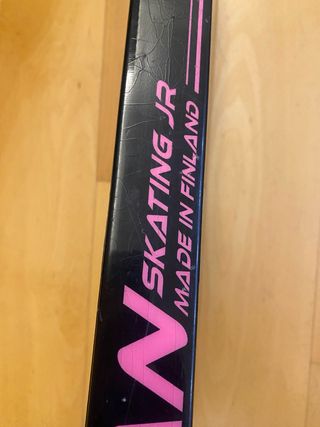 SKATING JR
MADE IN FINLAND